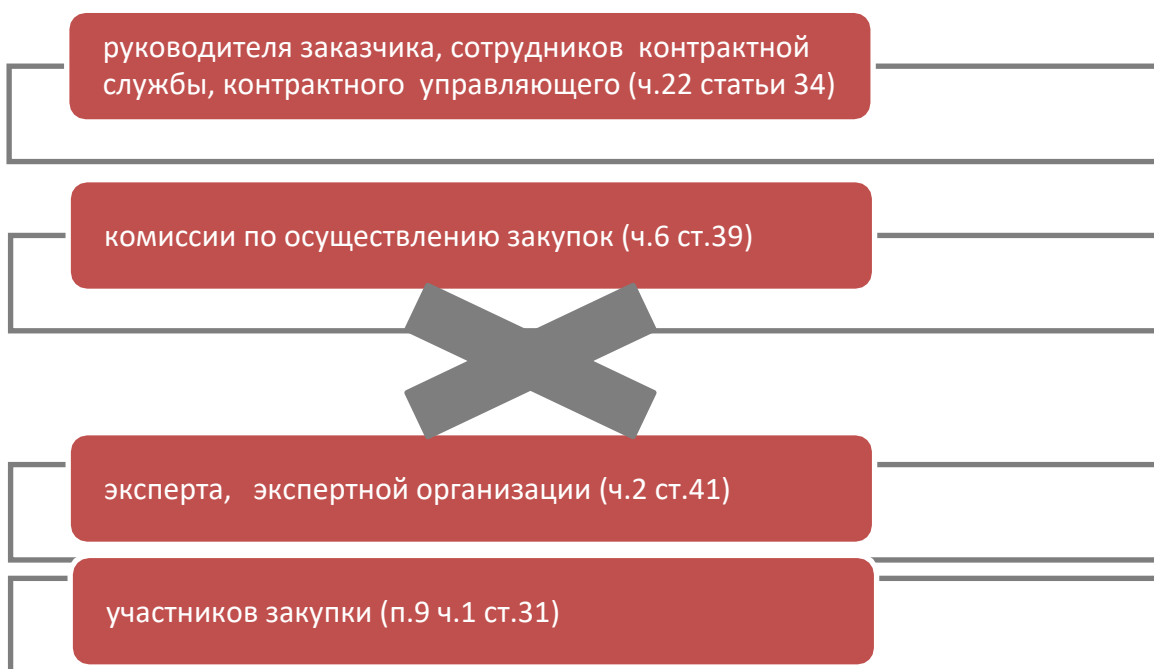 руководителя заказчика, сотрудников контрактной
службы, контрактного управляющего (ч.22 статьи 34)
комиссии по осуществлению закупок (ч.6 ст.39)
эксперта, экспертной организации (ч.2 ст.41)
участников закупки (п.9 ч.1 ст.31)